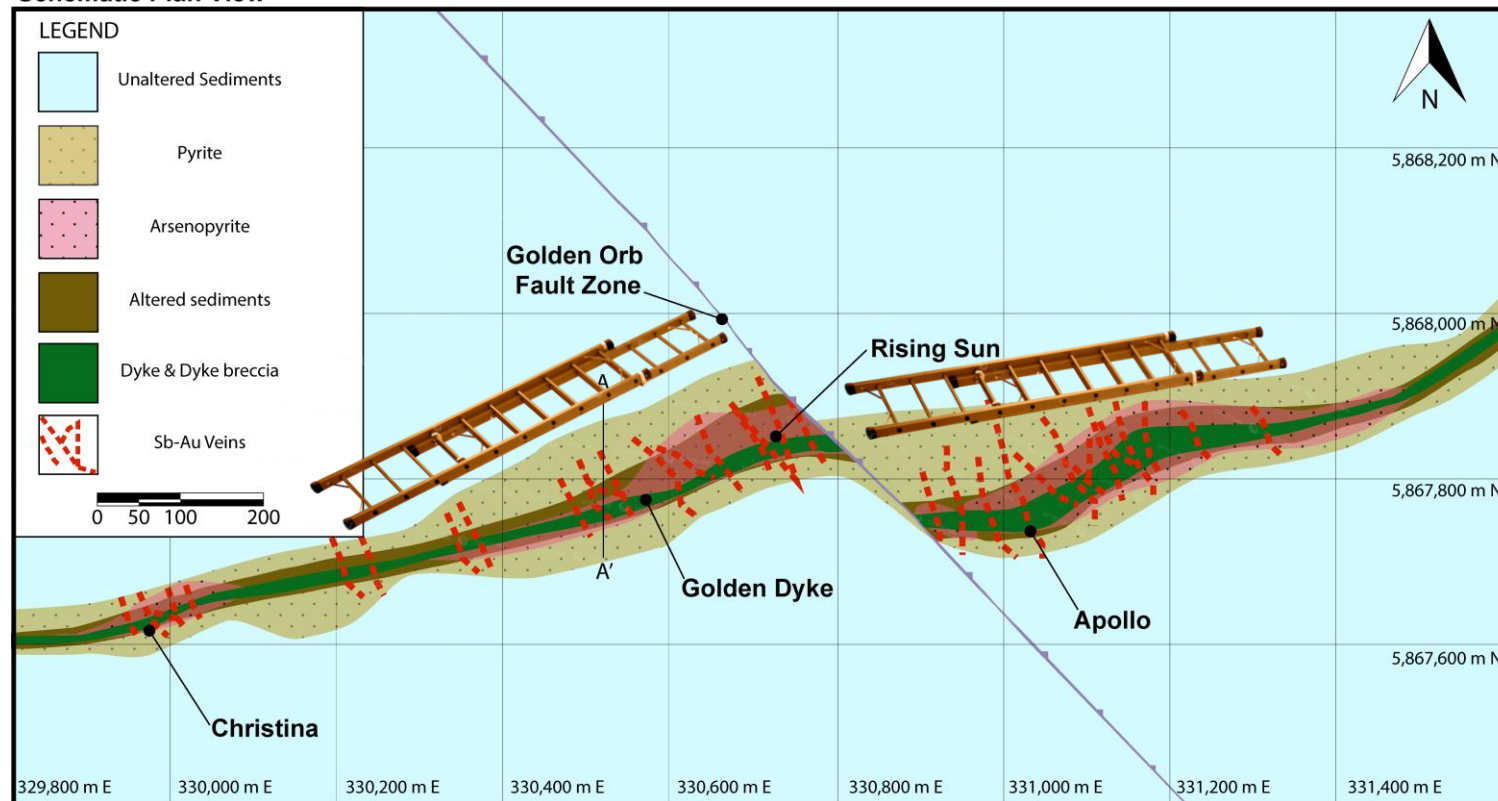 LEGEND
Unaltered Sediments
Pyrite
Arsenopyrite
Altered sediments
Dyke & Dyke breccia
Sb-Au Veins
0 50 100 200
N
5,868,200 m N
Golden Orb
Fault Zone
5,868,000 m N
Rising Sun
A
5,867,800 m N
A'
Golden Dyke
Apollo
5,867,600 m N
Christina
329,800 m E
330,000 m E
330,200 m E
330,400 m E
330,600 m E
330,800 m E
331,000 m E
331,200 m E
331,400 m E